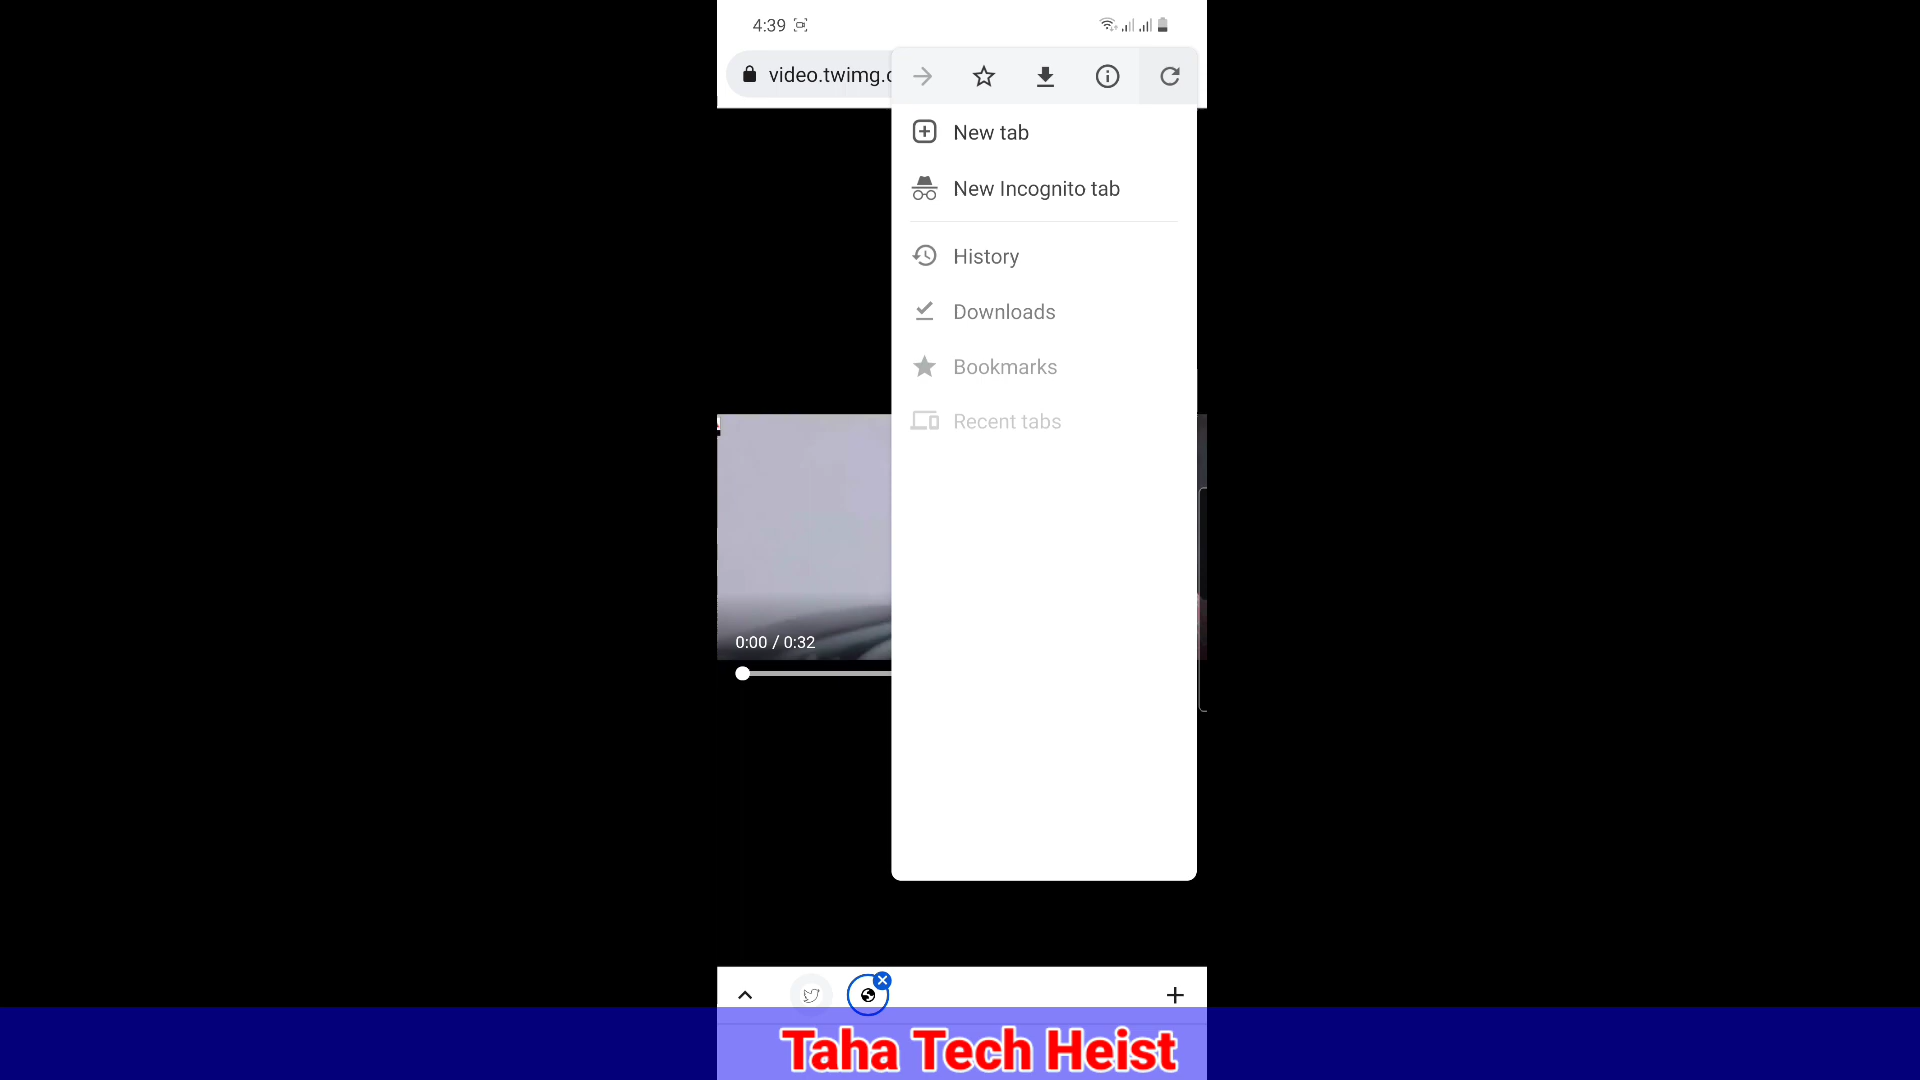 4:39
video.twimg.c
New tab
New Incognito tab
History
Downloads
Bookmarks
Recent tabs
0:00 / 0:32
Taha Tech Heist